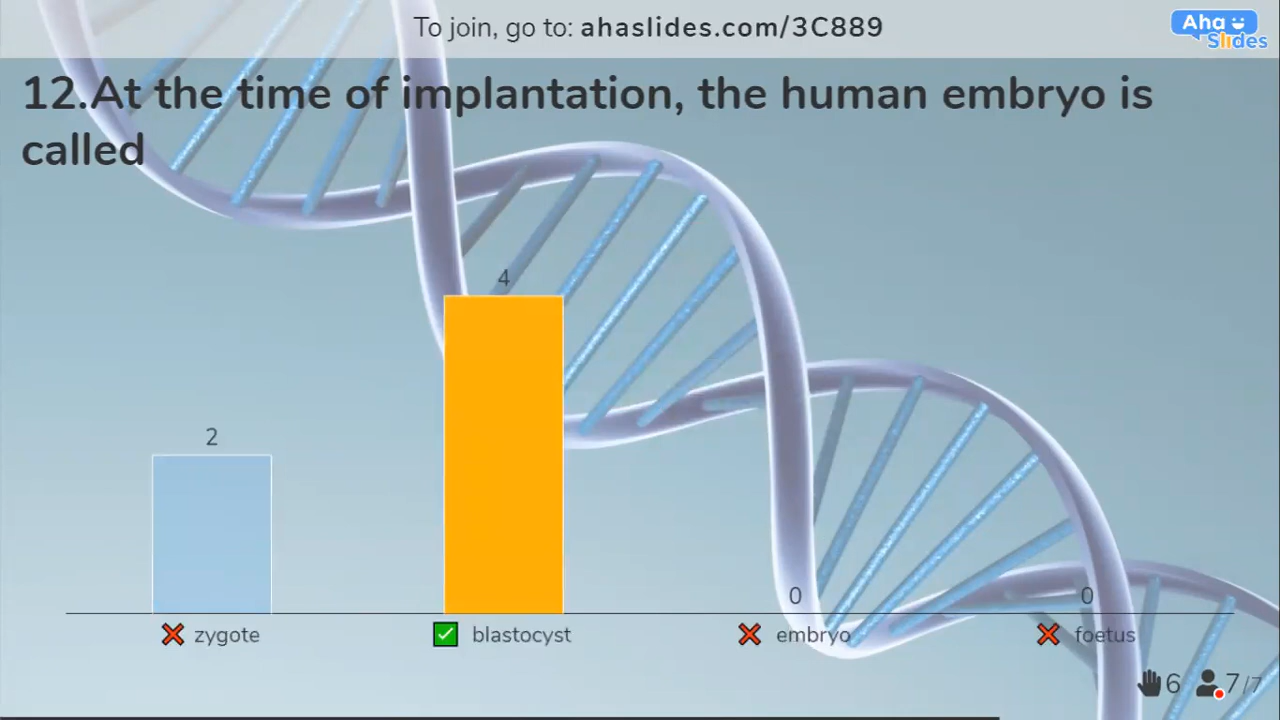 To join, go to: ahaslides.com/3C889
Aha
Slides
12.At the time of implantation, the human embryo is
called
4
2
0
0
❌ zygote
✅ blastocyst
❌ embryo
❌ foetus
6 7/7